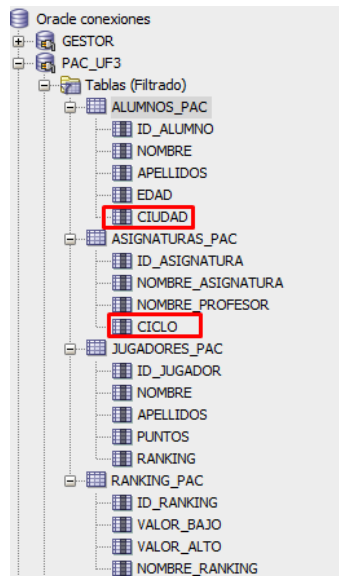 Oracle conexiones
GESTOR
PAC_UF3
Tablas (Filtrado)
ALUMNOS_PAC
ID_ALUMNO
NOMBRE
APELLIDOS
EDAD
CIUDAD
ASIGNATURAS_PAC
ID_ASIGNATURA
NOMBRE_ASIGNATURA
NOMBRE_PROFESOR
CICLO
JUGADORES_PAC
ID_JUGADOR
NOMBRE
APELLIDOS
PUNTOS
RANKING
RANKING_PAC
ID_RANKING
VALOR_BAJO
VALOR_ALTO
NOMBRE_RANKING